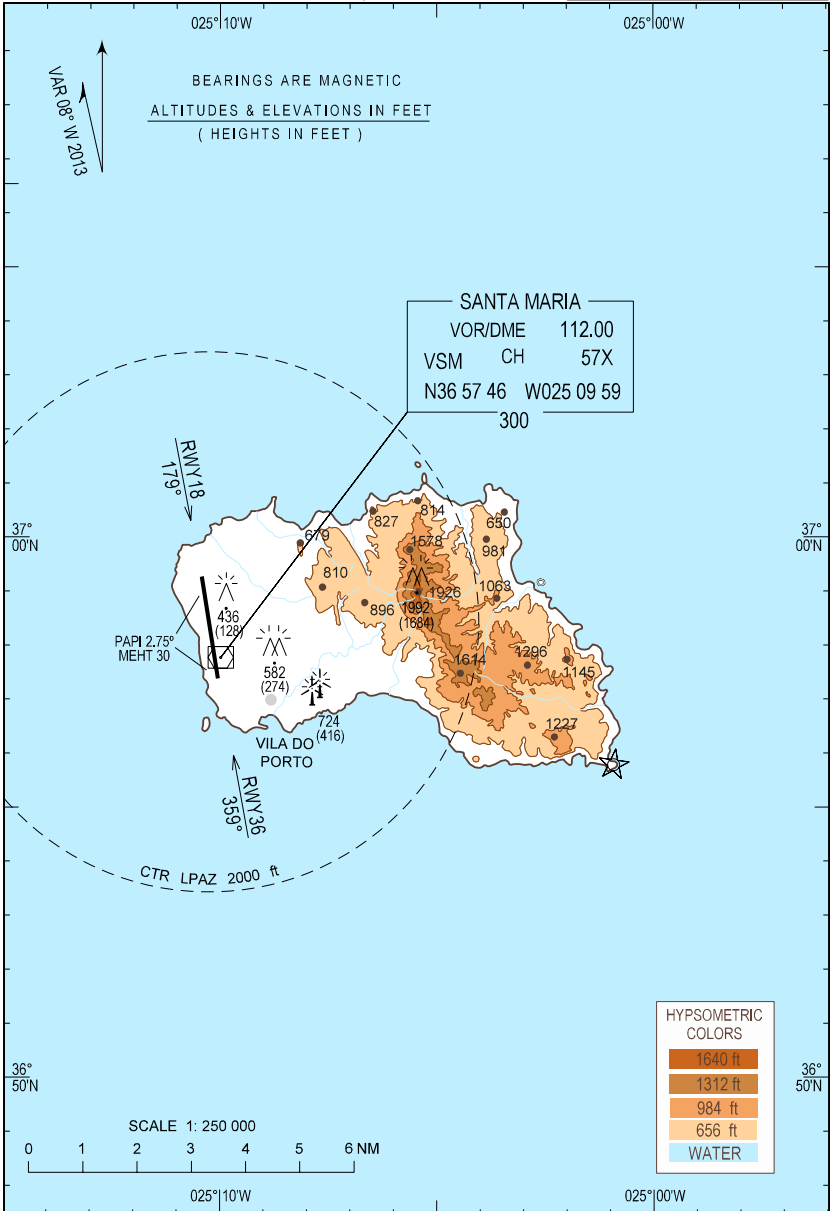 025°10'W
025°00'W
VAR 08° W 2013
BEARINGS ARE MAGNETIC
ALTITUDES & ELEVATIONS IN FEET
( HEIGHTS IN FEET )
SANTA MARIA
VOR/DME 112.00
VSM CH 57X
N36 57 46 W025 09 59
300
RWY18
179°
37°
00'N
37°
00'N
827
814
650
679
1578
981
810
1926
1063
896
1992
(1684)
436
(128)
PAPI 2.75°
MEHT 30
582
(274)
1614
1296
1145
724
(416)
1227
VILA DO
PORTO
RWY36
359°
CTR LPAZ 2000 ft
HYPSOMETRIC
COLORS
1640 ft
1312 ft
984 ft
656 ft
WATER
36°
50'N
36°
50'N
SCALE 1: 250 000
0 1 2 3 4 5 6 NM
025°10'W
025°00'W